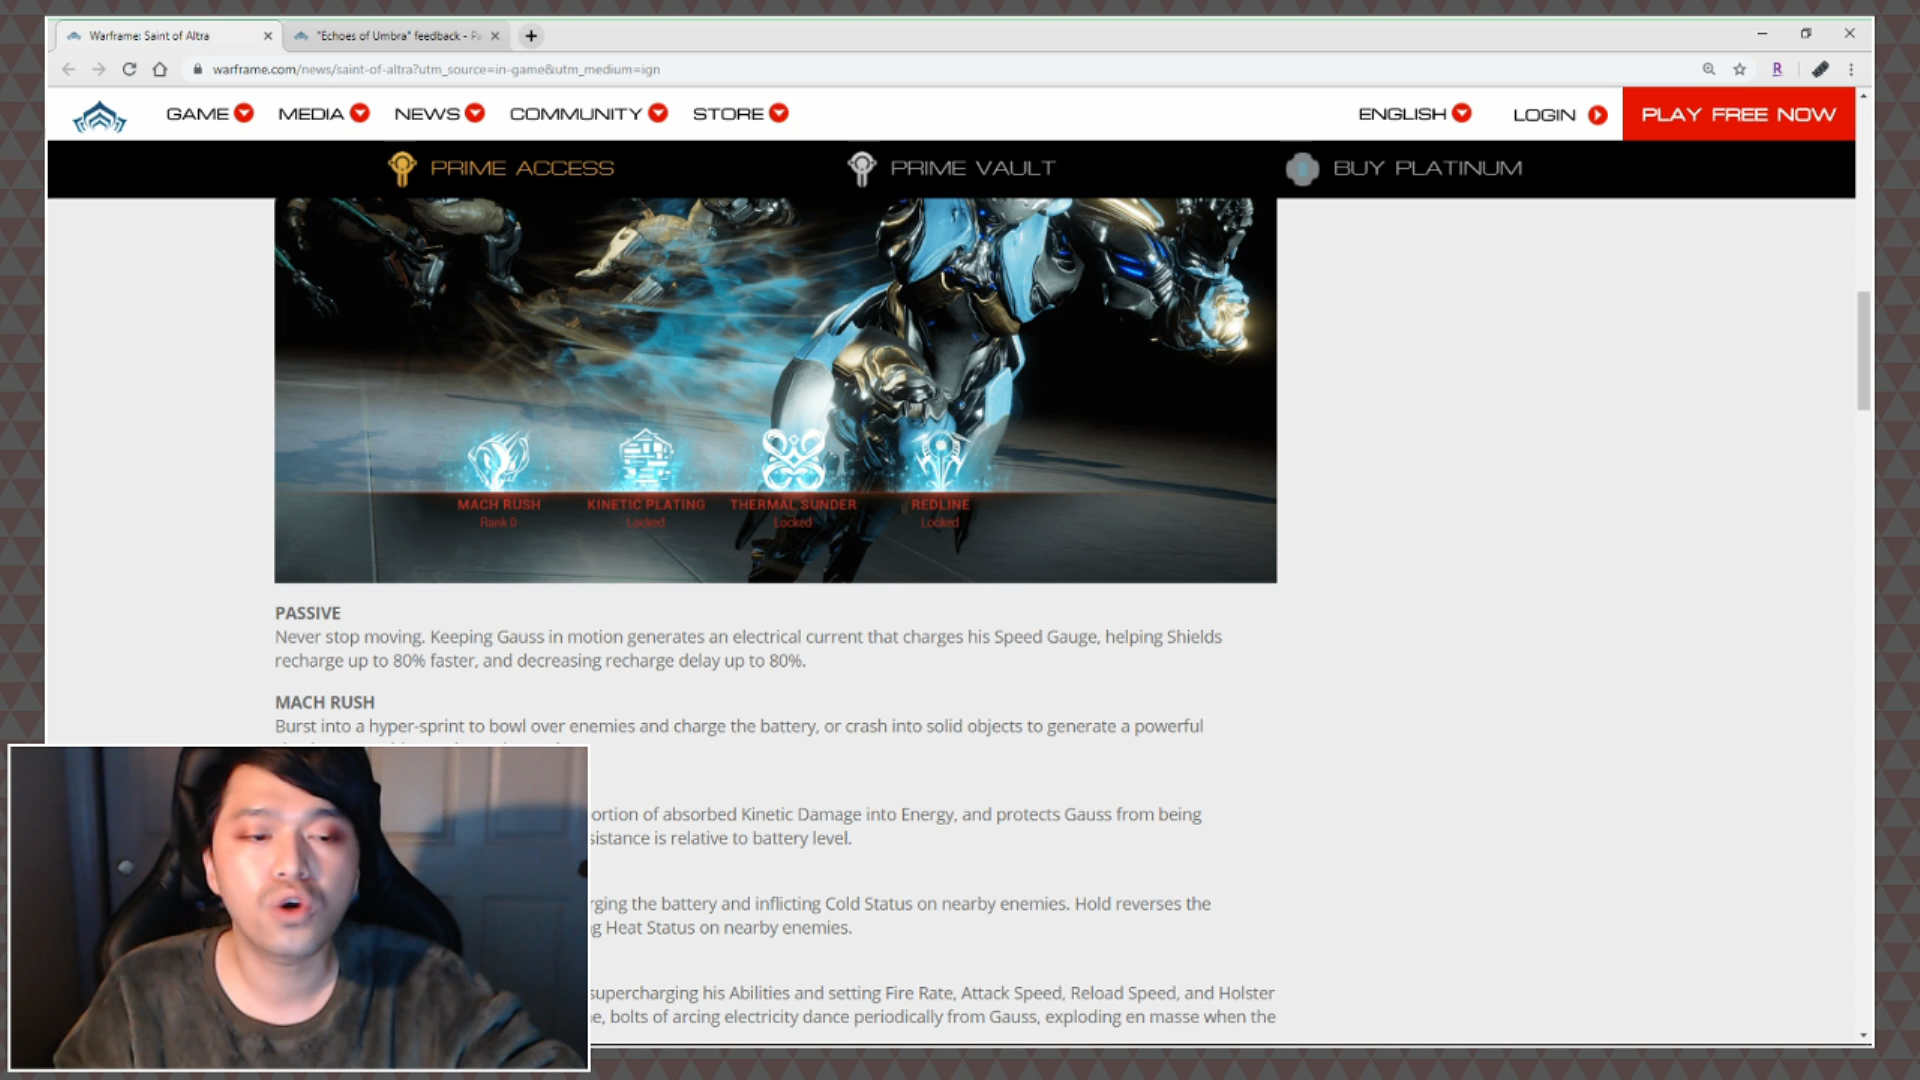 Warframe: Saint of Altra
"Echoes of Umbra" feedback - Pa
warframe.com/news/saint-of-altra?utm_source=in-game&utm_medium=ign
R
GAME MEDIA NEWS COMMUNITY STORE ENGLISH LOGIN PLAY FREE NOW
PRIME ACCESS PRIME VAULT BUY PLATINUM
MACH RUSH KINETIC PLATING THERMAL SUNDER REDLINE
Rank 0 Locked Locked Locked
PASSIVE
Never stop moving. Keeping Gauss in motion generates an electrical current that charges his Speed Gauge, helping Shields
recharge up to 80% faster, and decreasing recharge delay up to 80%.
MACH RUSH
Burst into a hyper-sprint to bowl over enemies and charge the battery, or crash into solid objects to generate a powerful
ortion of absorbed Kinetic Damage into Energy, and protects Gauss from being
sistance is relative to battery level.
rging the battery and inflicting Cold Status on nearby enemies. Hold reverses the
g Heat Status on nearby enemies.
supercharging his Abilities and setting Fire Rate, Attack Speed, Reload Speed, and Holster
e, bolts of arcing electricity dance periodically from Gauss, exploding en masse when the